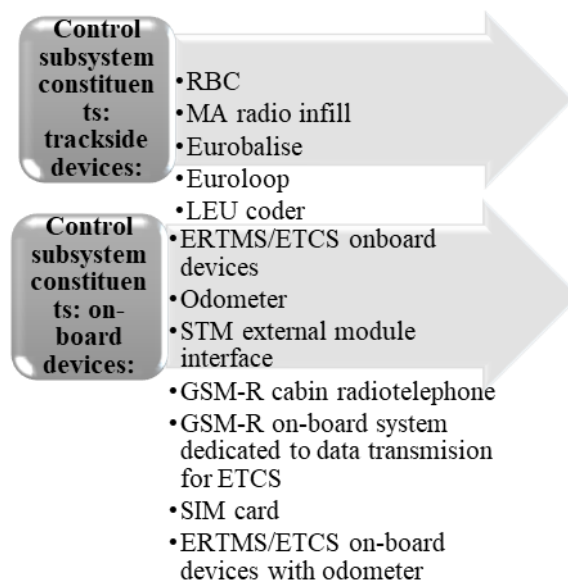 Control
subsystem
constituen
ts:
trackside
devices:
•RBC
•MA radio infill
•Eurobalise
•Euroloop
•LEU coder
Control
subsystem
constituen
ts: on-
board
devices:
•ERTMS/ETCS onboard
devices
•Odometer
•STM external module
interface
•GSM-R cabin radiotelephone
•GSM-R on-board system
dedicated to data transmision
for ETCS
•SIM card
•ERTMS/ETCS on-board
devices with odometer